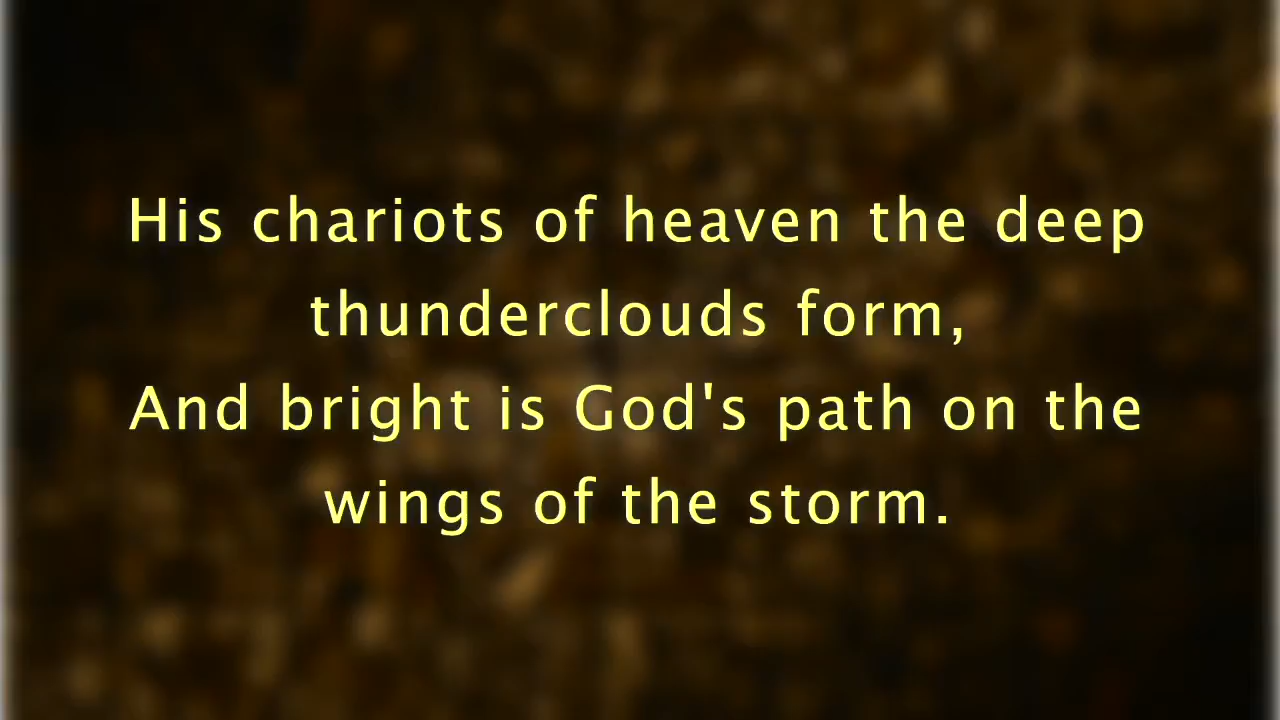 His chariots of heaven the deep
thunderclouds form,
And bright is God's path on the
wings of the storm.